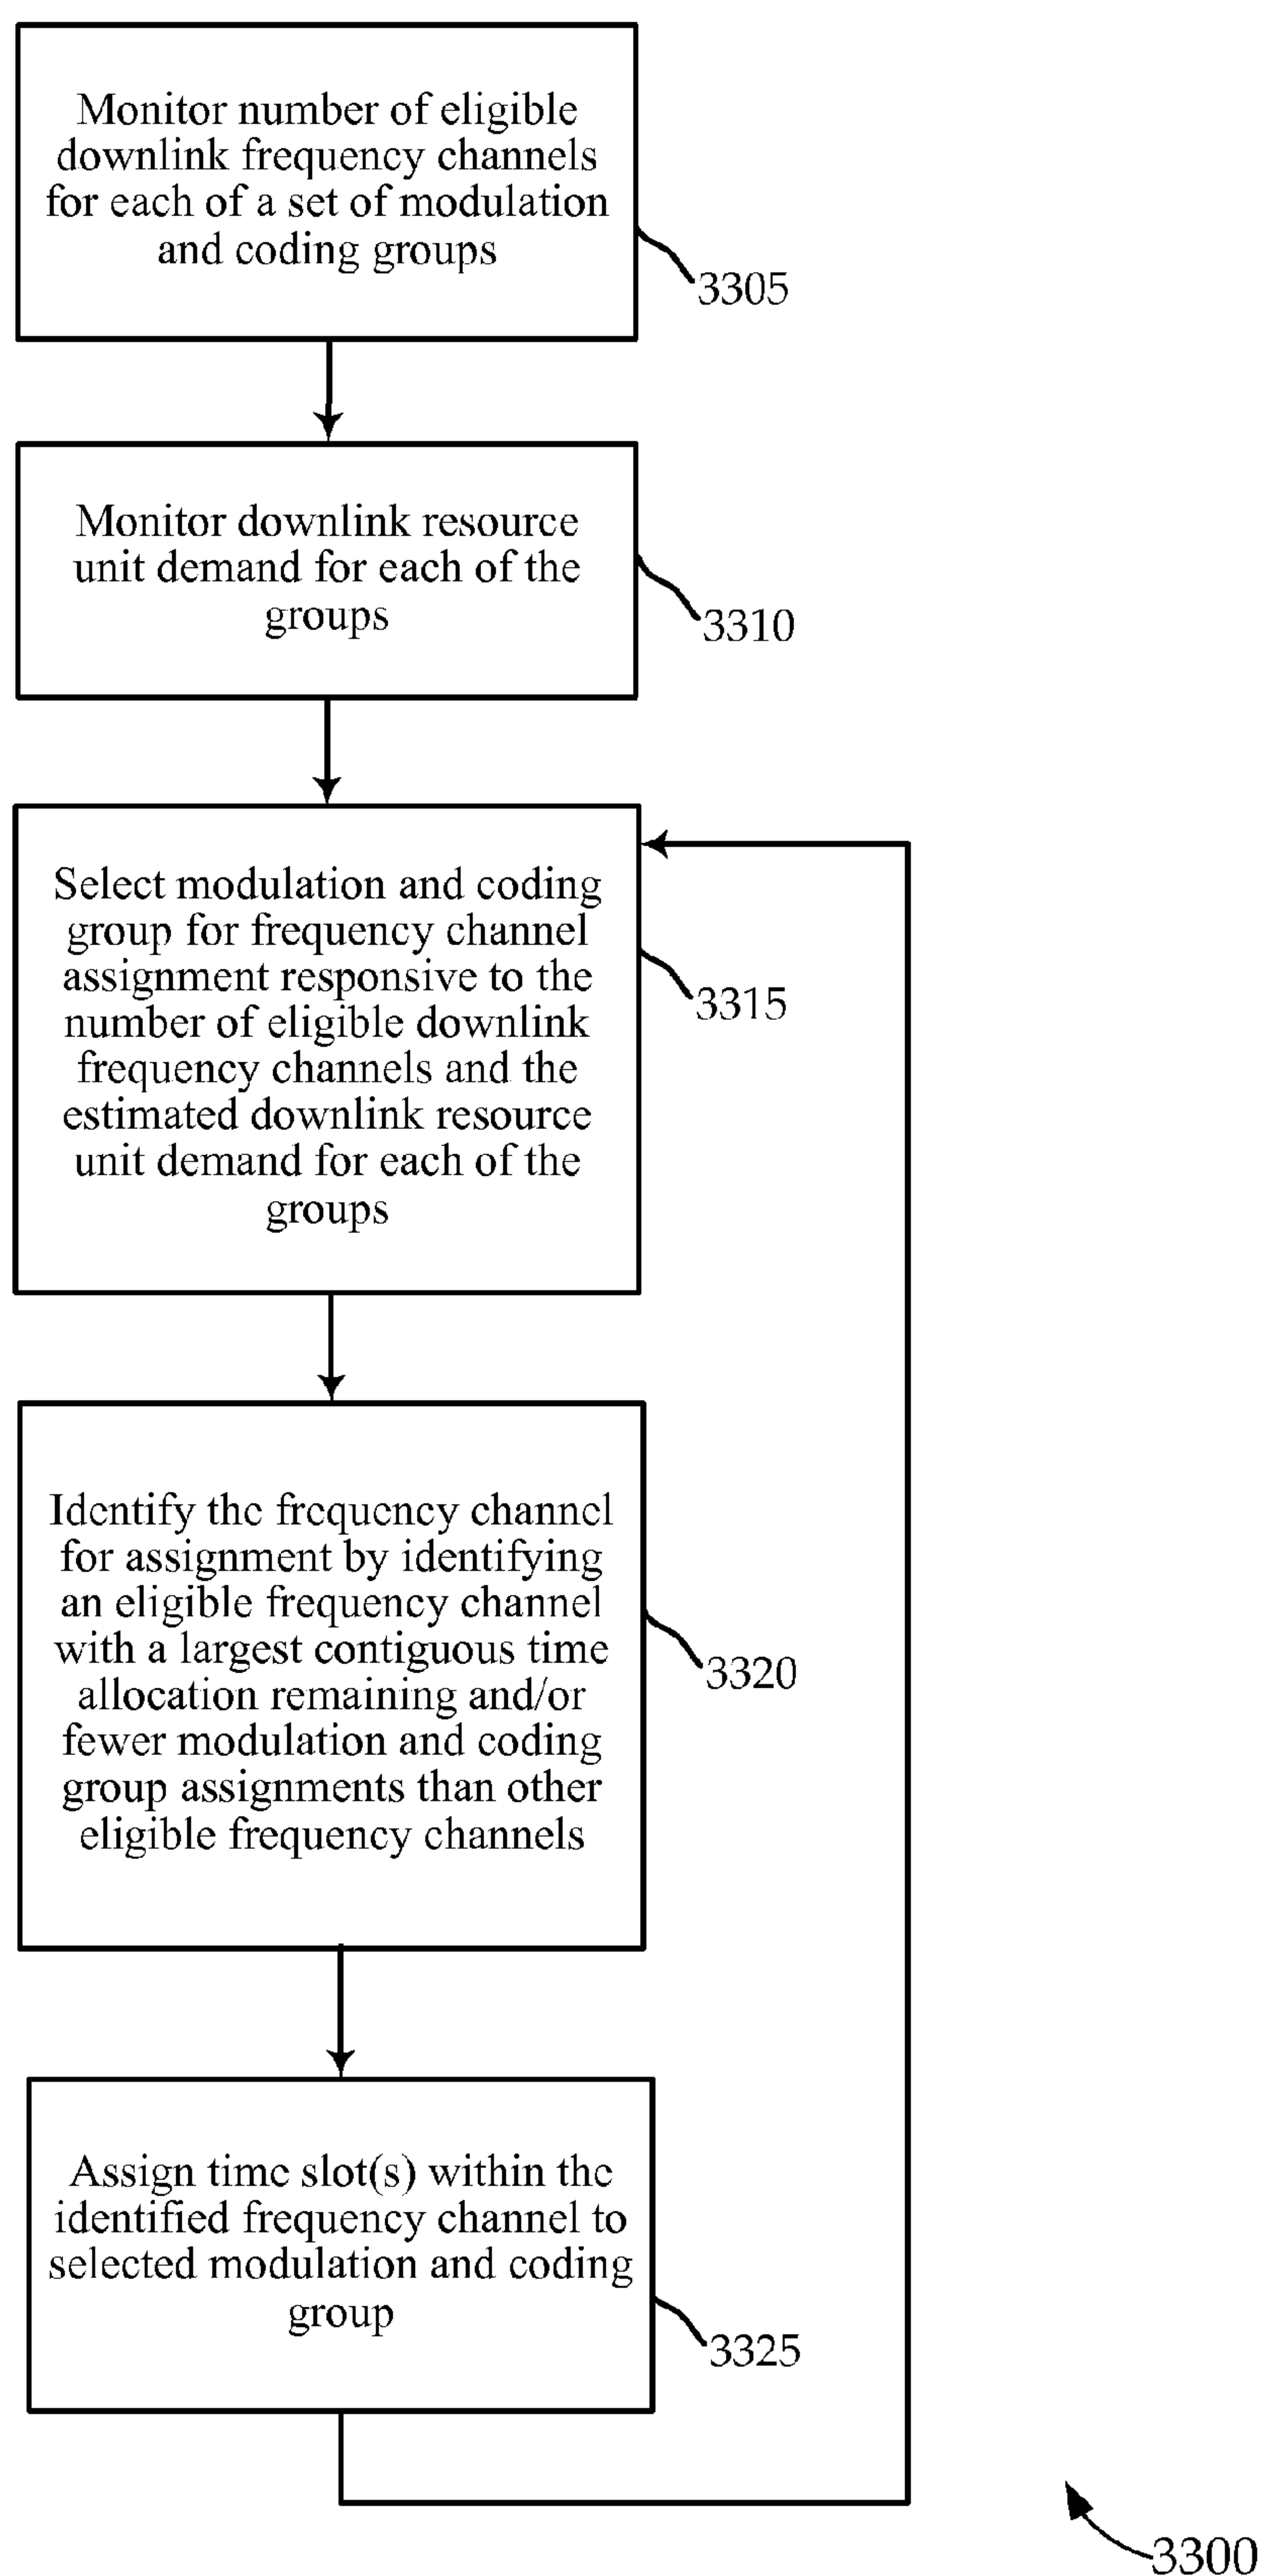 Monitor number of eligible
downlink frequency channels
for each of a set of modulation
and coding groups
3305
Monitor downlink resource
unit demand for each of the
groups
3310
Select modulation and coding
group for frequency channel
assignment responsive to the
number of eligible downlink
frequency channels and the
estimated downlink resource
unit demand for each of the
groups
3315
Identify the frequency channel
for assignment by identifying
an eligible frequency channel
with a largest contiguous time
allocation remaining and/or
fewer modulation and coding
group assignments than other
eligible frequency channels
3320
Assign time slot(s) within the
identified frequency channel to
selected modulation and coding
group
3325
3300